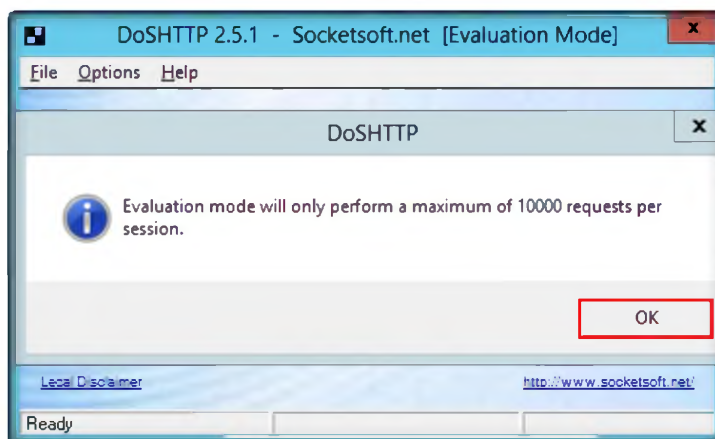 DoSHTTP 2.5.1 - Socketsoft.net [Evaluation Mode]
x
File Options Help
DoSHTTP
x
Evaluation mode will only perform a maximum of 10000 requests per
session.
OK
Legal Disclaimer
http://www.socketsoft.net/
Ready